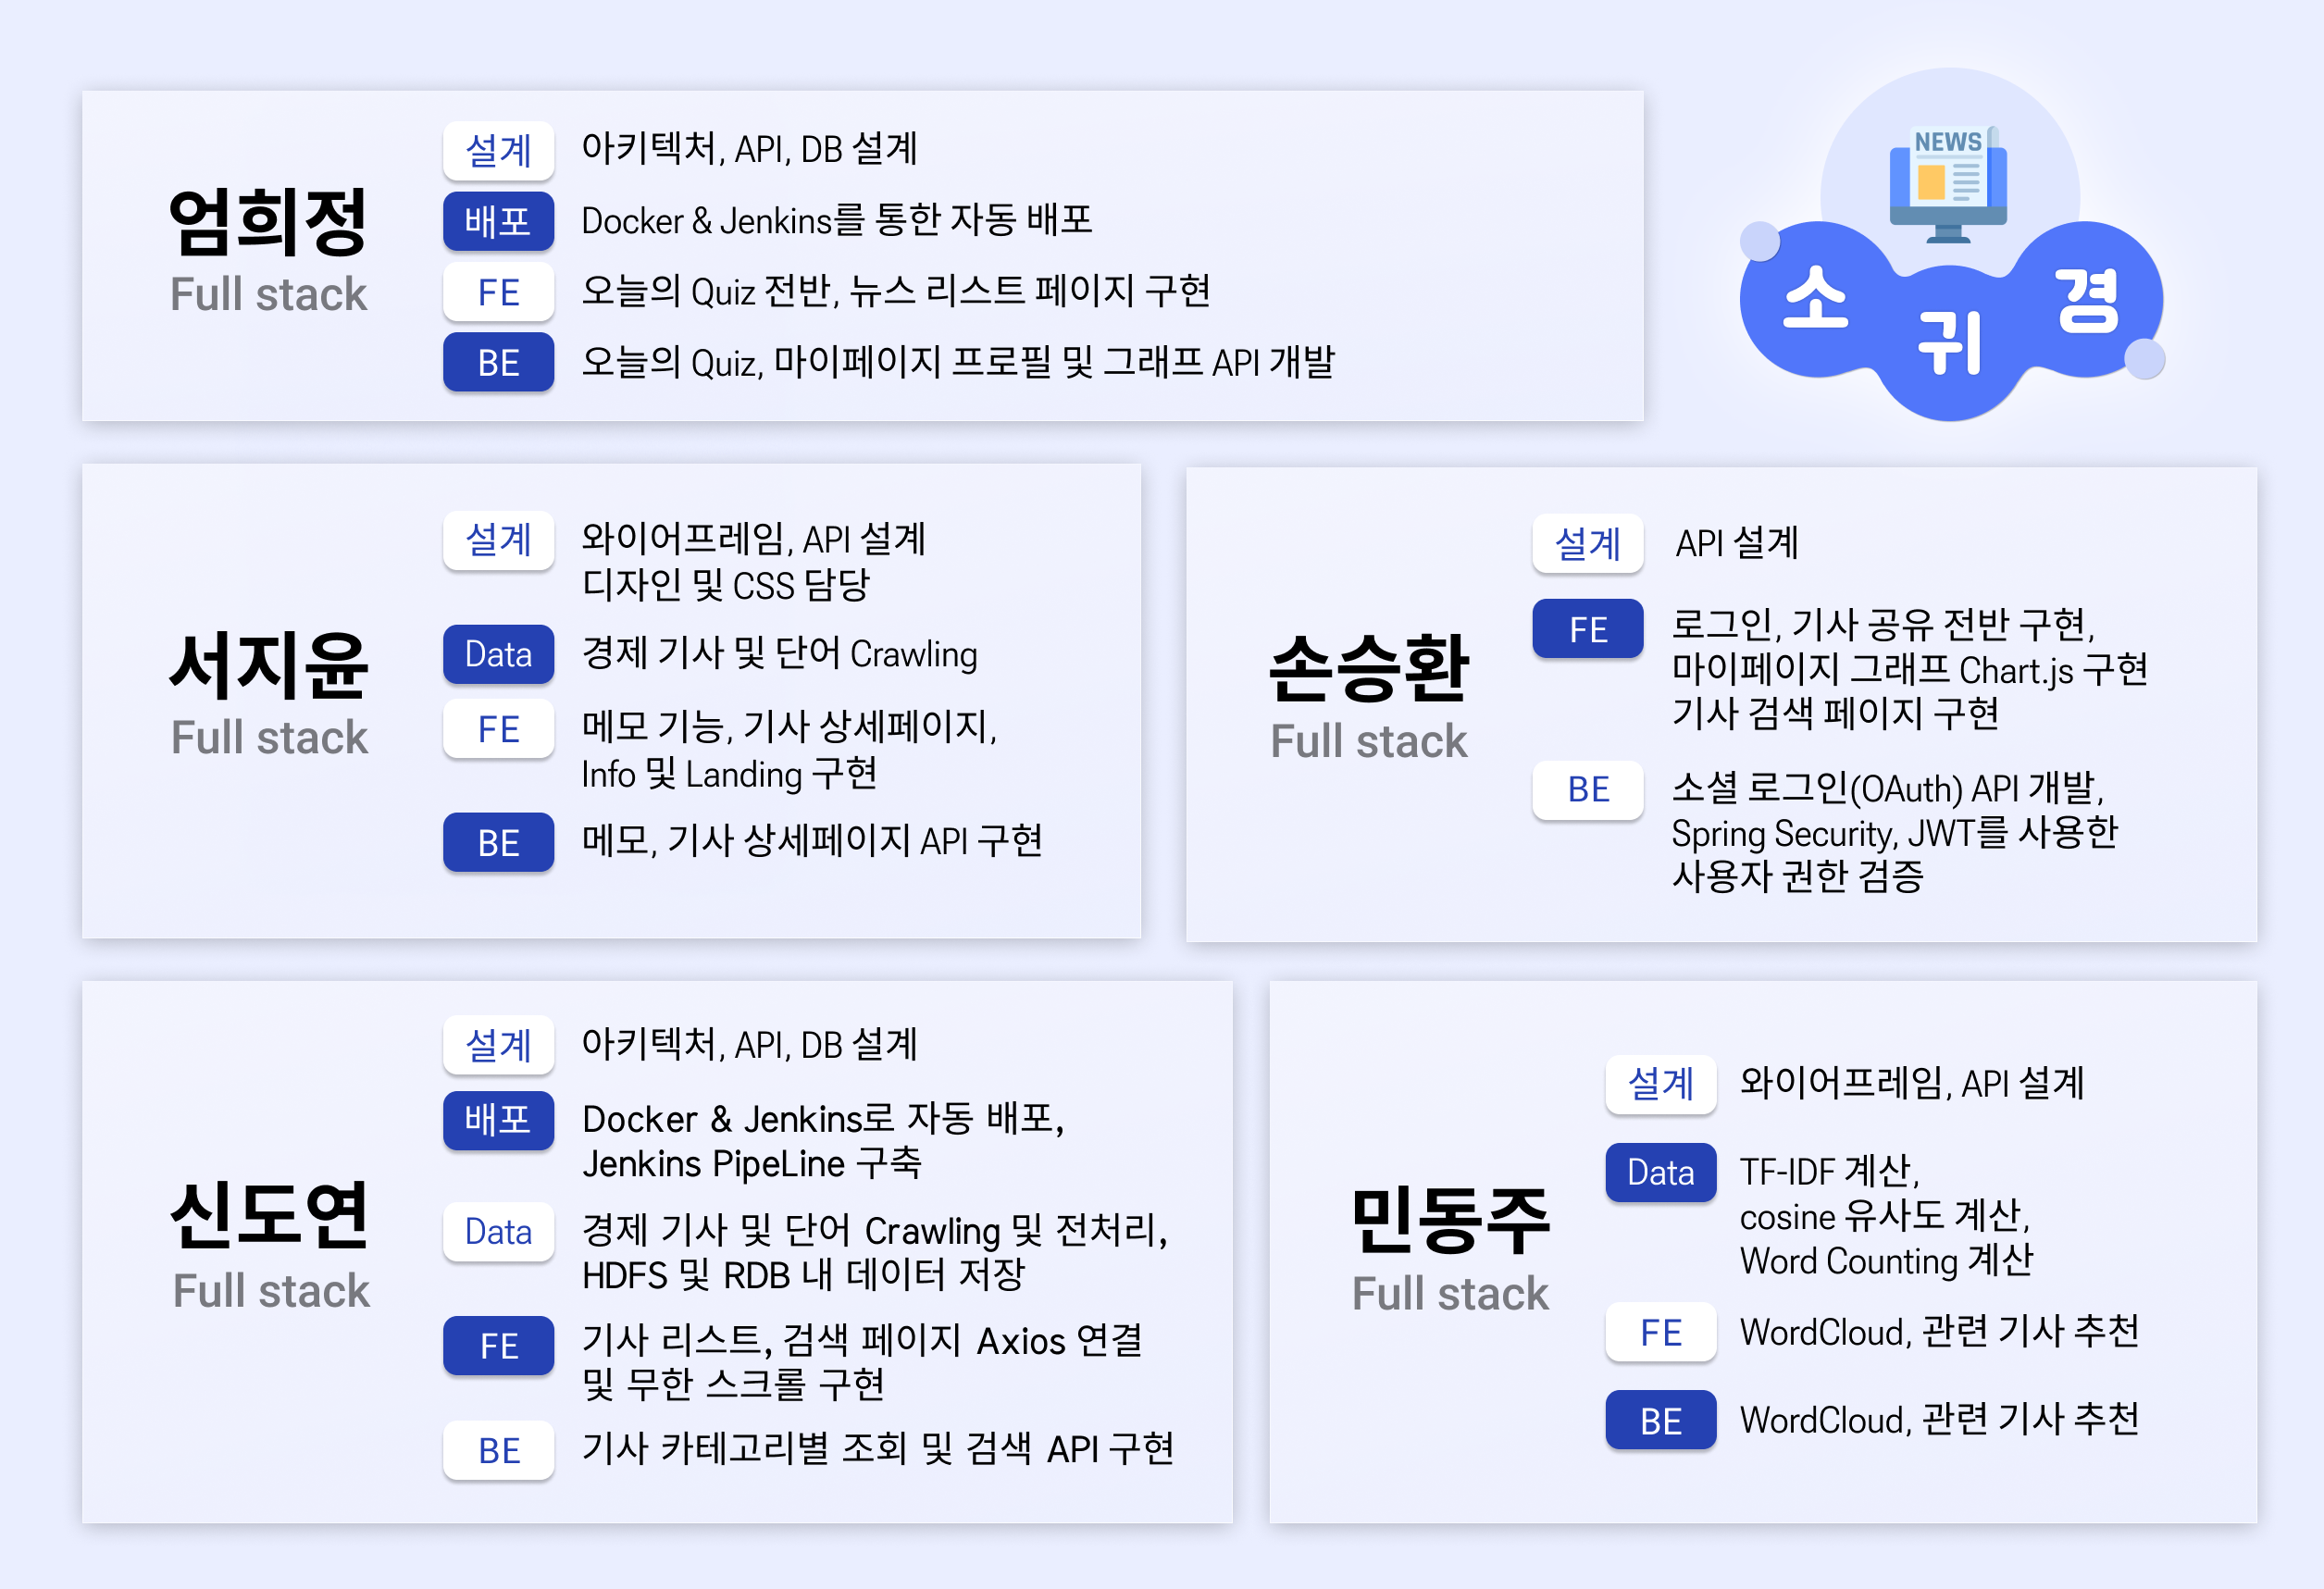 엄희정
Full stack
설계 아키텍처, API, DB 설계
배포 Docker & Jenkins를 통한 자동 배포
FE 오늘의 Quiz 전반, 뉴스 리스트 페이지 구현
BE 오늘의 Quiz, 마이페이지 프로필 및 그래프 API 개발
NEWS
소 귀 경
서지윤
Full stack
설계 와이어프레임, API 설계
디자인 및 CSS 담당
Data 경제 기사 및 단어 Crawling
FE 메모 기능, 기사 상세페이지,
Info 및 Landing 구현
BE 메모, 기사 상세페이지 API 구현
손승환
Full stack
설계 API 설계
FE 로그인, 기사 공유 전반 구현,
마이페이지 그래프 Chart.js 구현
기사 검색 페이지 구현
BE 소셜 로그인(OAuth) API 개발,
Spring Security, JWT를 사용한
사용자 권한 검증
신도연
Full stack
설계 아키텍처, API, DB 설계
배포 Docker & Jenkins로 자동 배포,
Jenkins PipeLine 구축
Data 경제 기사 및 단어 Crawling 및 전처리,
HDFS 및 RDB 내 데이터 저장
FE 기사 리스트, 검색 페이지 Axios 연결
및 무한 스크롤 구현
BE 기사 카테고리별 조회 및 검색 API 구현
민동주
Full stack
설계 와이어프레임, API 설계
Data TF-IDF 계산,
cosine 유사도 계산,
Word Counting 계산
FE WordCloud, 관련 기사 추천
BE WordCloud, 관련 기사 추천